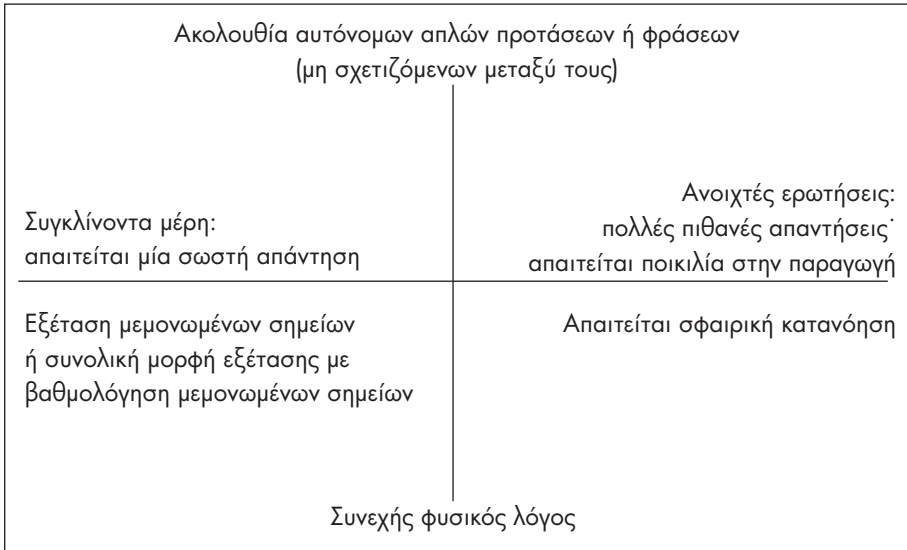 Ακολουθία αυτόνομων απλών προτάσεων ή φράσεων
(μη σχετιζόμενων μεταξύ τους)
Συγκλίνοντα μέρη:
απαιτείται μία σωστή απάντηση
Ανοιχτές ερωτήσεις:
πολλές πιθανές απαντήσεις˙
απαιτείται ποικιλία στην παραγωγή
Εξέταση μεμονωμένων σημείων
ή συνολική μορφή εξέτασης με
βαθμολόγηση μεμονωμένων σημείων
Απαιτείται σφαιρική κατανόηση
Συνεχής φυσικός λόγος